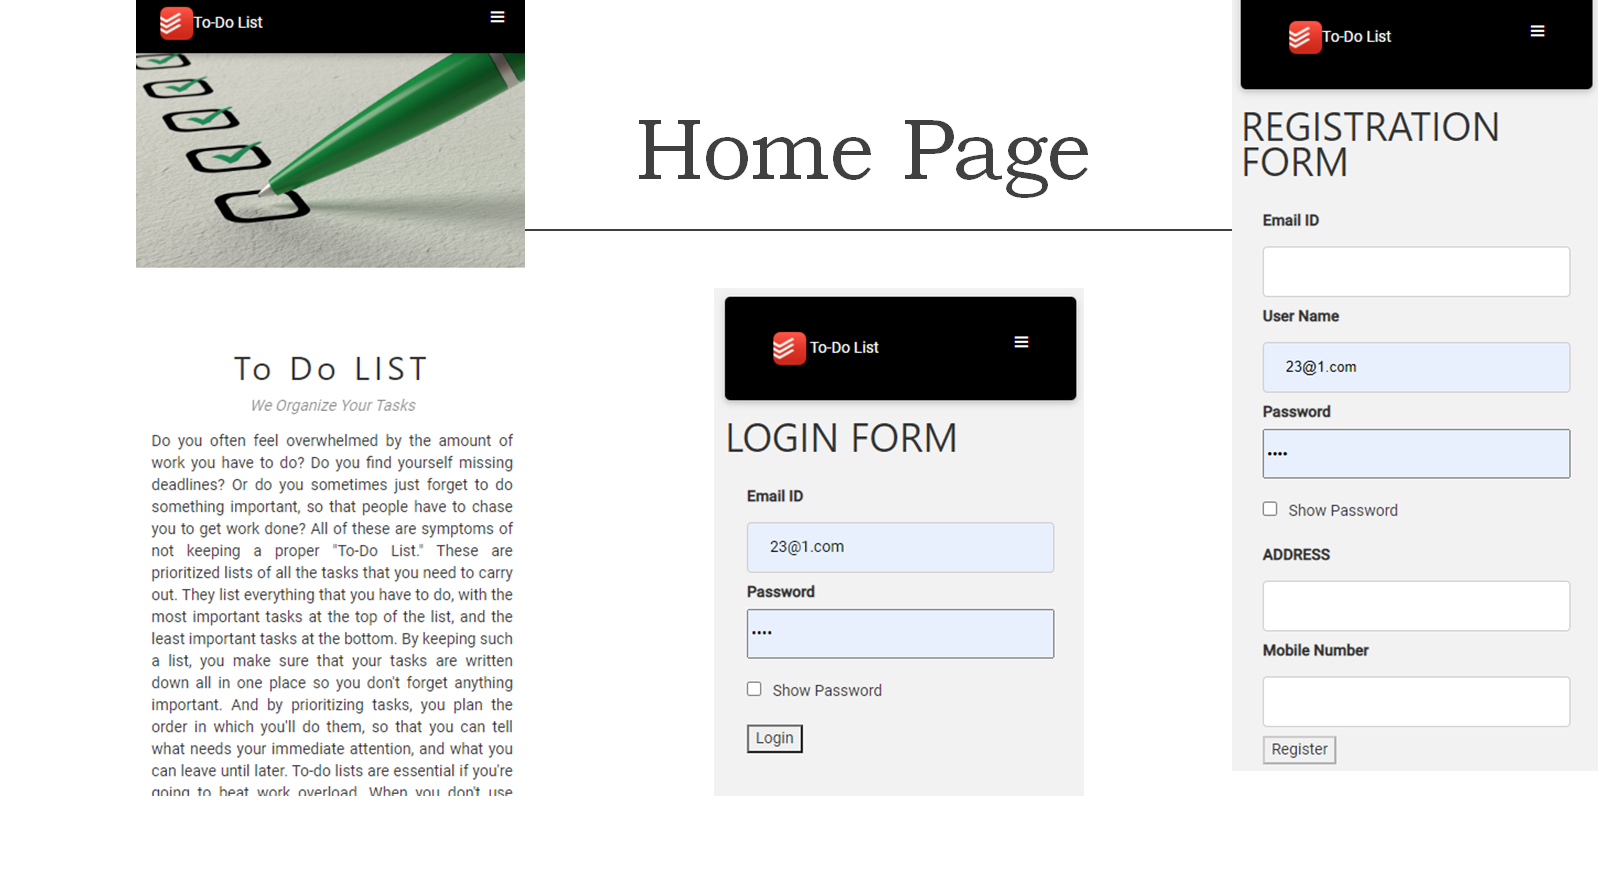 To-Do List
To Do LIST
We Organize Your Tasks
Do you often feel overwhelmed by the amount of
work you have to do? Do you find yourself missing
deadlines? Or do you sometimes just forget to do
something important, so that people have to chase
you to get work done? All of these are symptoms of
not keeping a proper "To-Do List." These are
prioritized lists of all the tasks that you need to carry
out. They list everything that you have to do, with the
most important tasks at the top of the list, and the
least important tasks at the bottom. By keeping such
a list, you make sure that your tasks are written
down all in one place so you don't forget anything
important. And by prioritizing tasks, you plan the
order in which you'll do them, so that you can tell
what needs your immediate attention, and what you
can leave until later. To-do lists are essential if you're
going to beat work overload. When you don't use
Home Page
To-Do List
LOGIN FORM
Email ID
23@1.com
Password
••••
Show Password
Login
To-Do List
REGISTRATION
FORM
Email ID
User Name
23@1.com
Password
••••
Show Password
ADDRESS
Mobile Number
Register